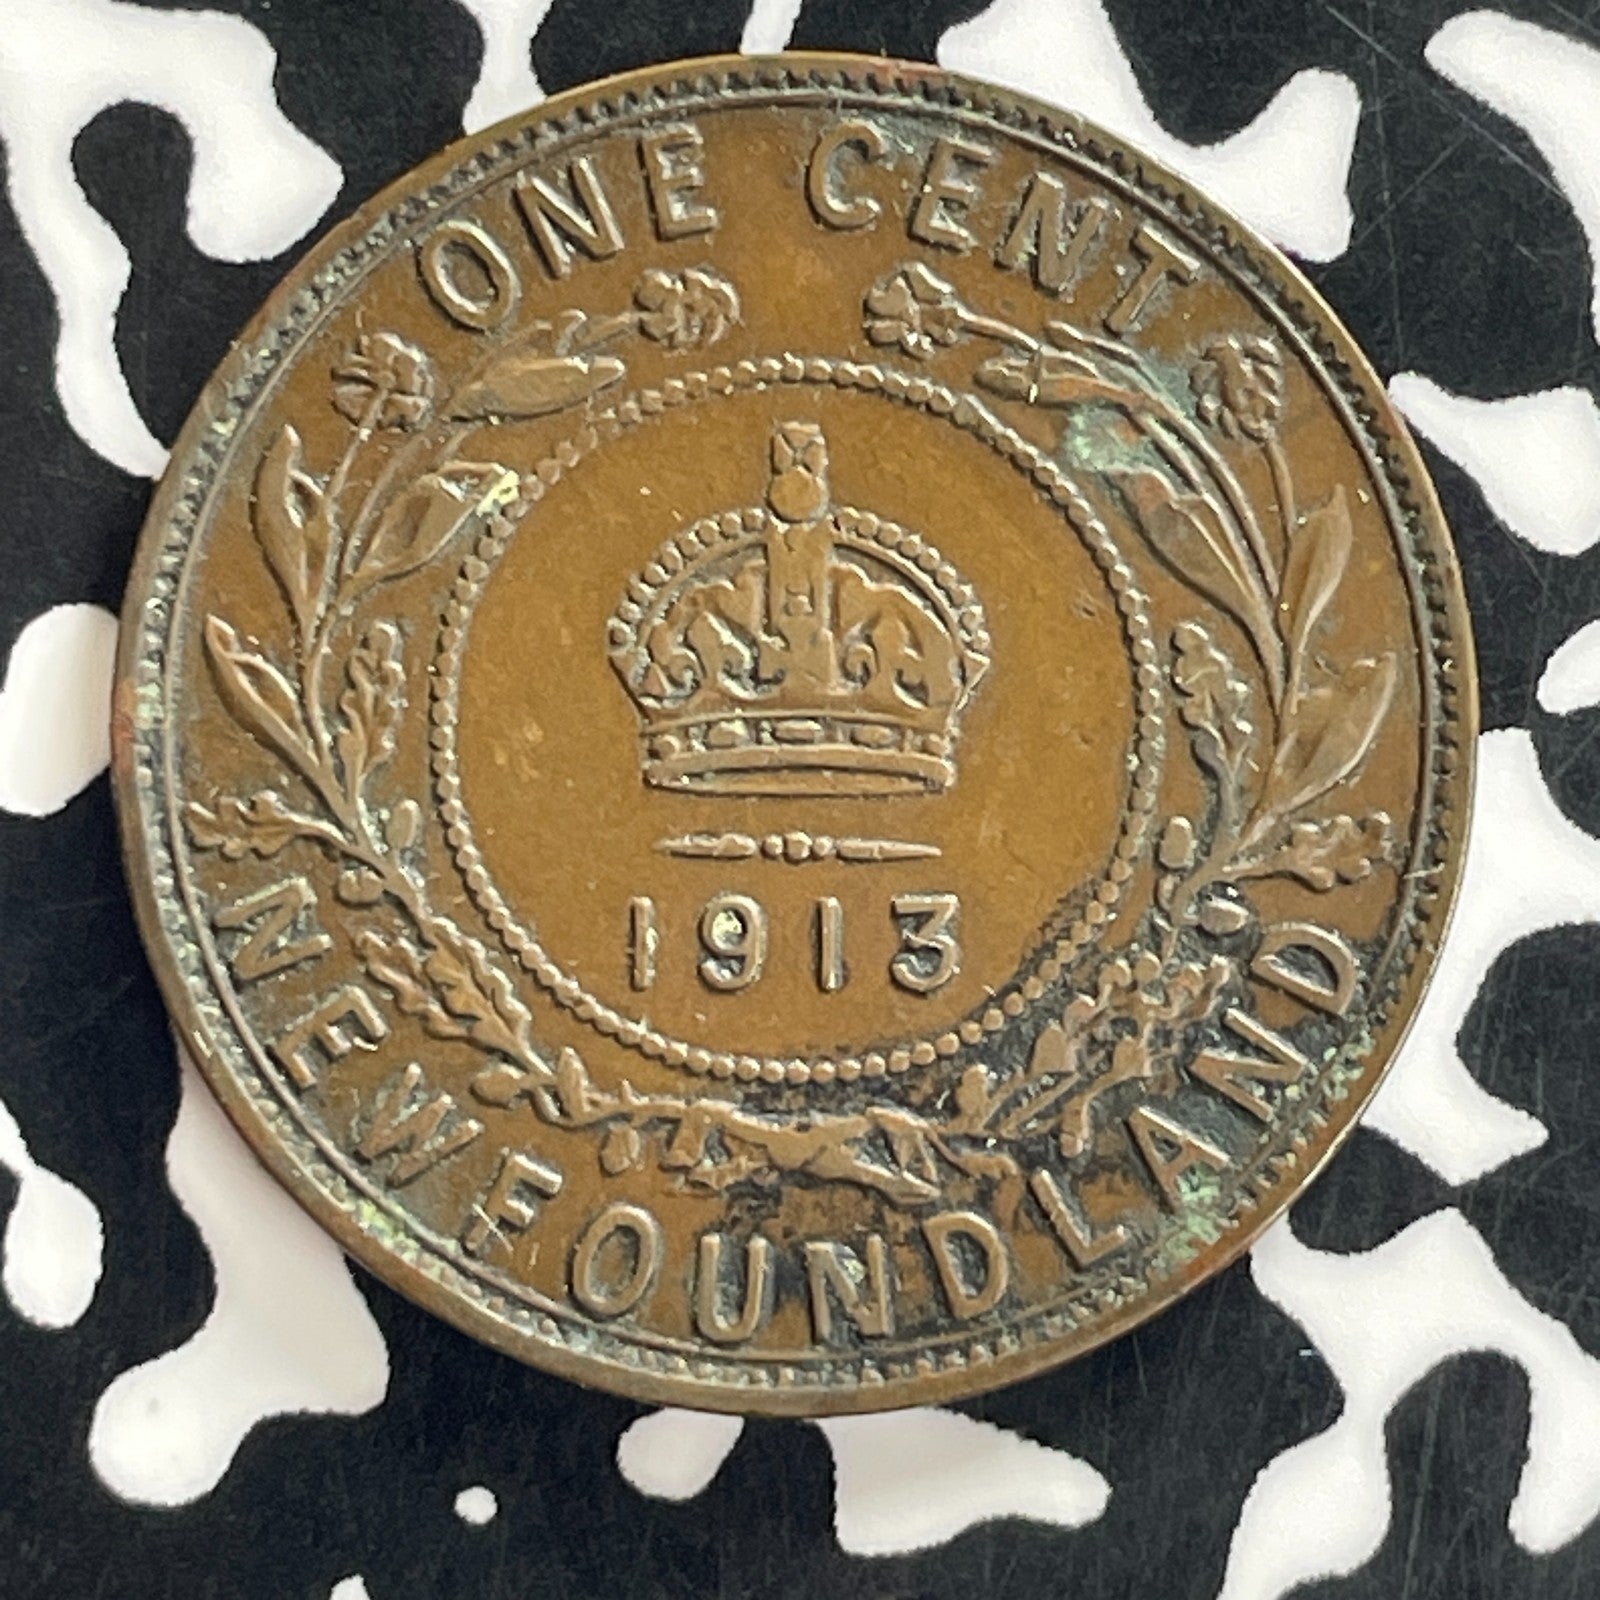 ONE CENT
1913
NEWFOUNDLAND